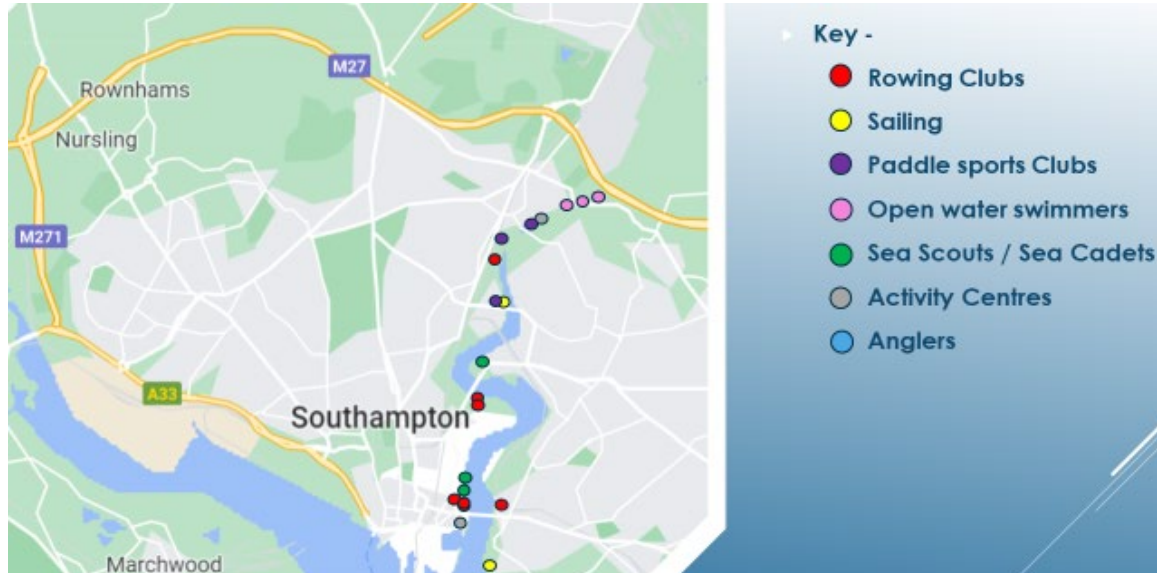 M27
Rownhams
Nursling
M271
A33
Southampton
Marchwood
Key -
Rowing Clubs
Sailing
Paddle sports Clubs
Open water swimmers
Sea Scouts / Sea Cadets
Activity Centres
Anglers